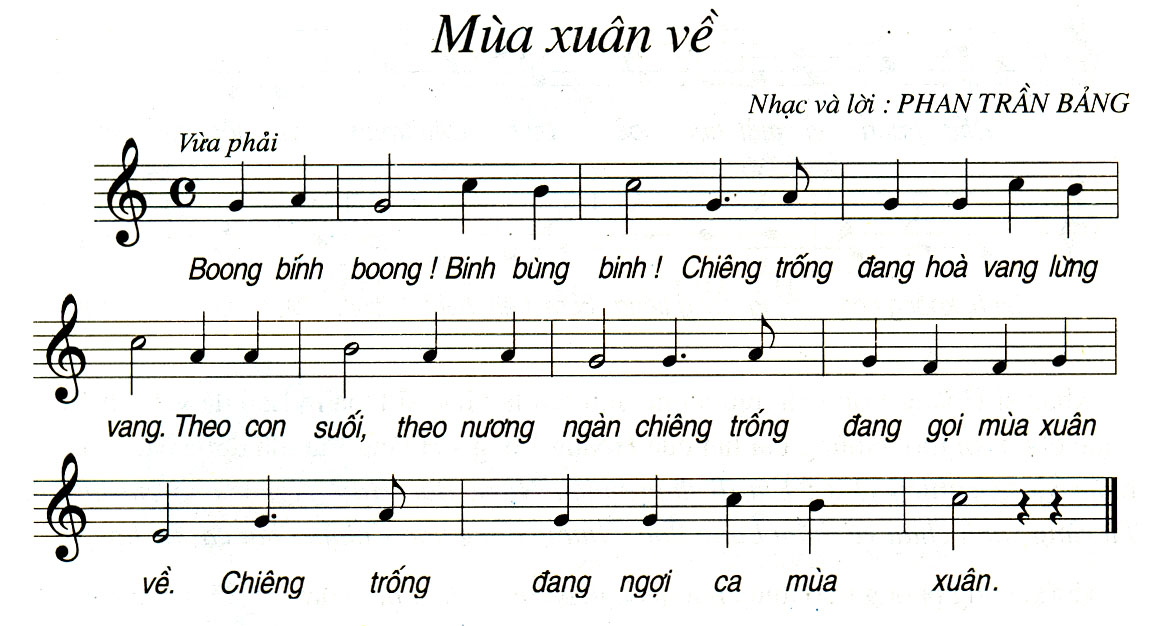 Mùa xuân về
Nhạc và lời : PHAN TRẦN BẢNG
Vừa phải
Boong bính boong ! Binh bùng binh ! Chiêng trống đang hoà vang lừng
vang. Theo con suối, theo nương ngàn chiêng trống đang gọi mùa xuân
về. Chiêng trống đang ngợi ca mùa xuân.